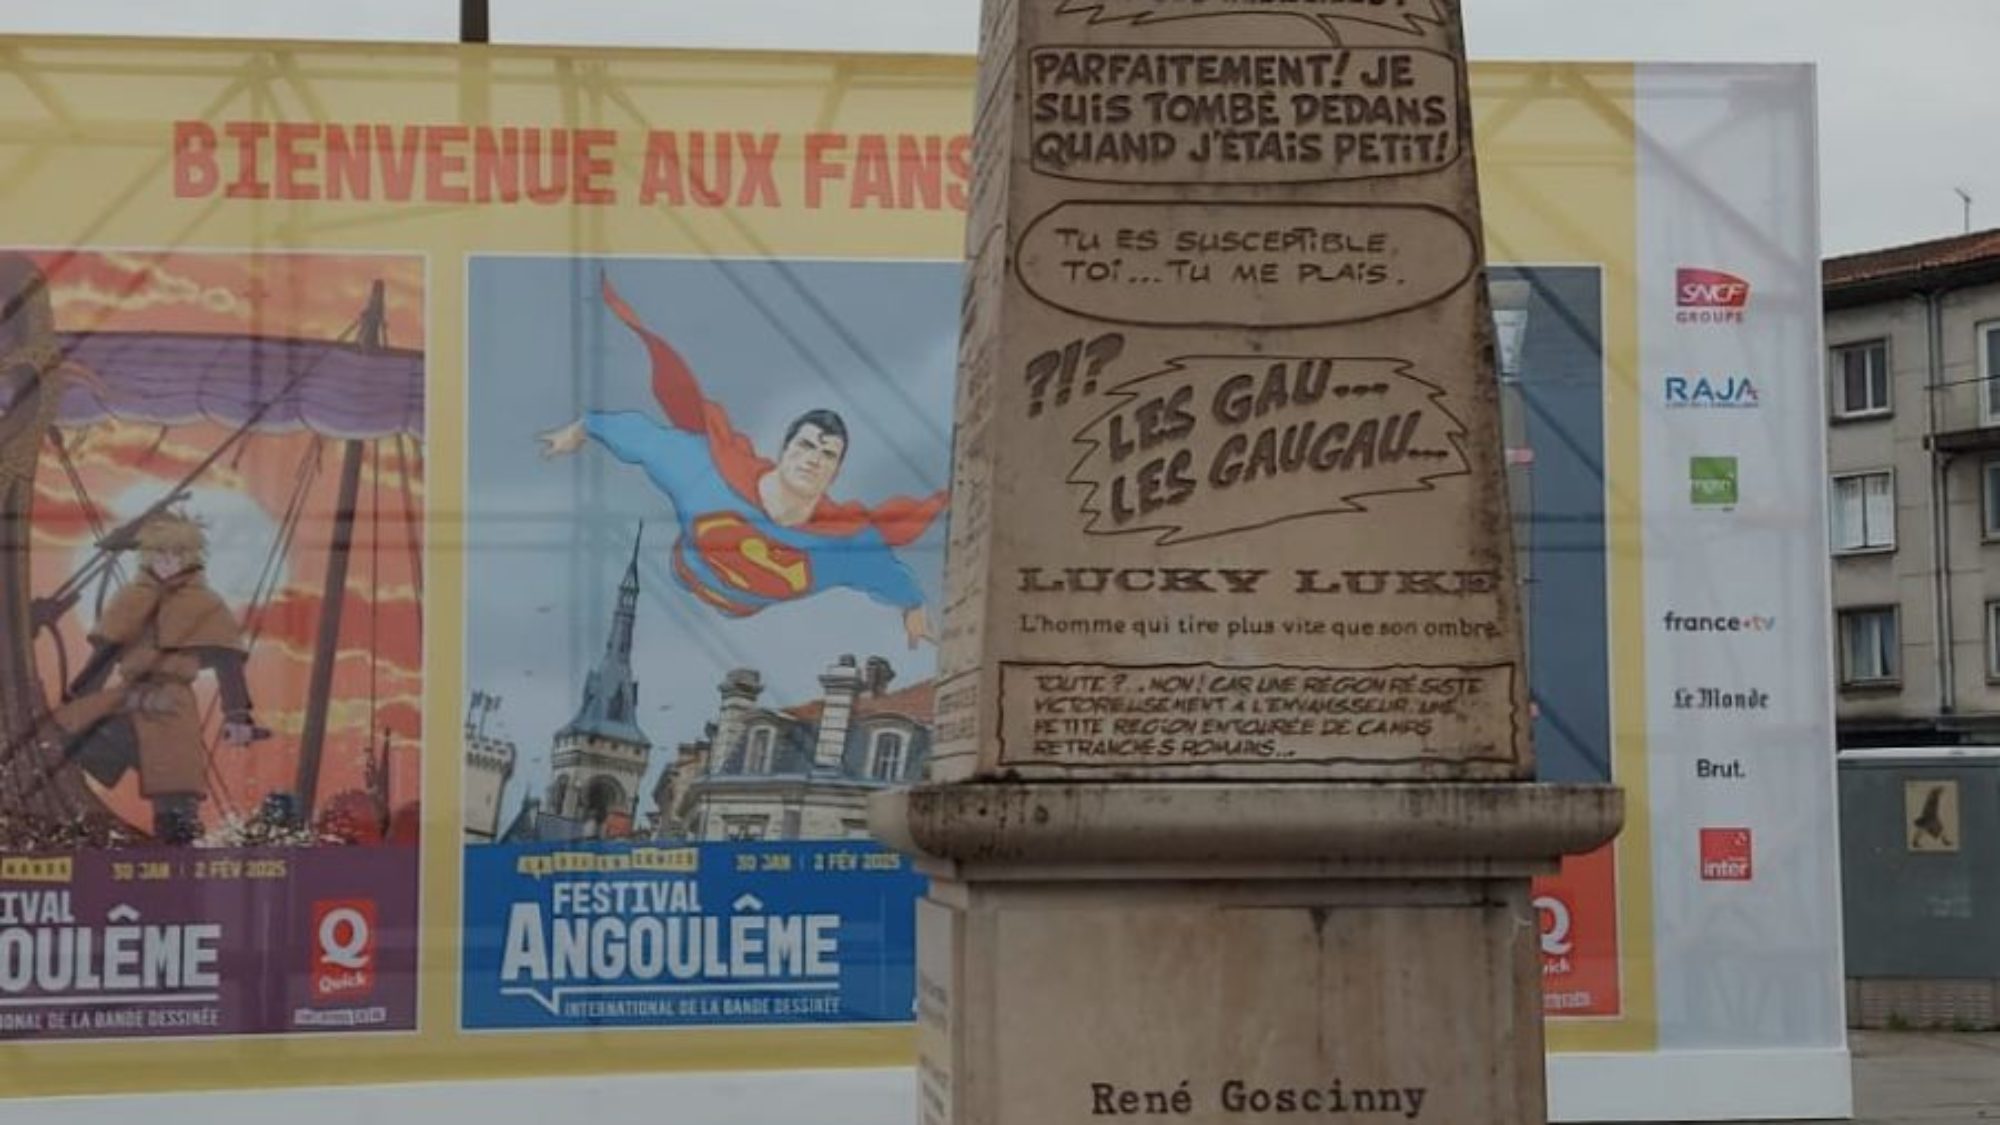 BIENVENUE AUX FANS
PARFAITEMENT! JE
SUIS TOMBÉ DEDANS
QUAND J'ÉTAIS PETIT!
TU ES SUSCEPTIBLE,
TOI... TU ME PLAIS.
?!?
LES GAU...
LES GAUGAU...
LUCKY LUKE
L'homme qui tire plus vite que son ombre.
TOUTE ?.. NON ! CAR UNE RÉGION RÉSISTE
VICTORIEUSEMENT A L'ENVAHISSEUR. UNE
PETITE RÉGION ENTOURÉE DE CAMPS
RETRANCHÉS ROMAINS...
René Goscinny
30 JAN | 2 FÉV 2025
IVAL
OULÊME
ONAL DE LA BANDE DESSINÉE
Q
Quick
30 JAN | 2 FÉV 2025
FESTIVAL
ANGOULÊME
INTERNATIONAL DE LA BANDE DESSINÉE
SNCF
GROUPE
RAJA
mgen
france•tv
Le Monde
Brut.
inter